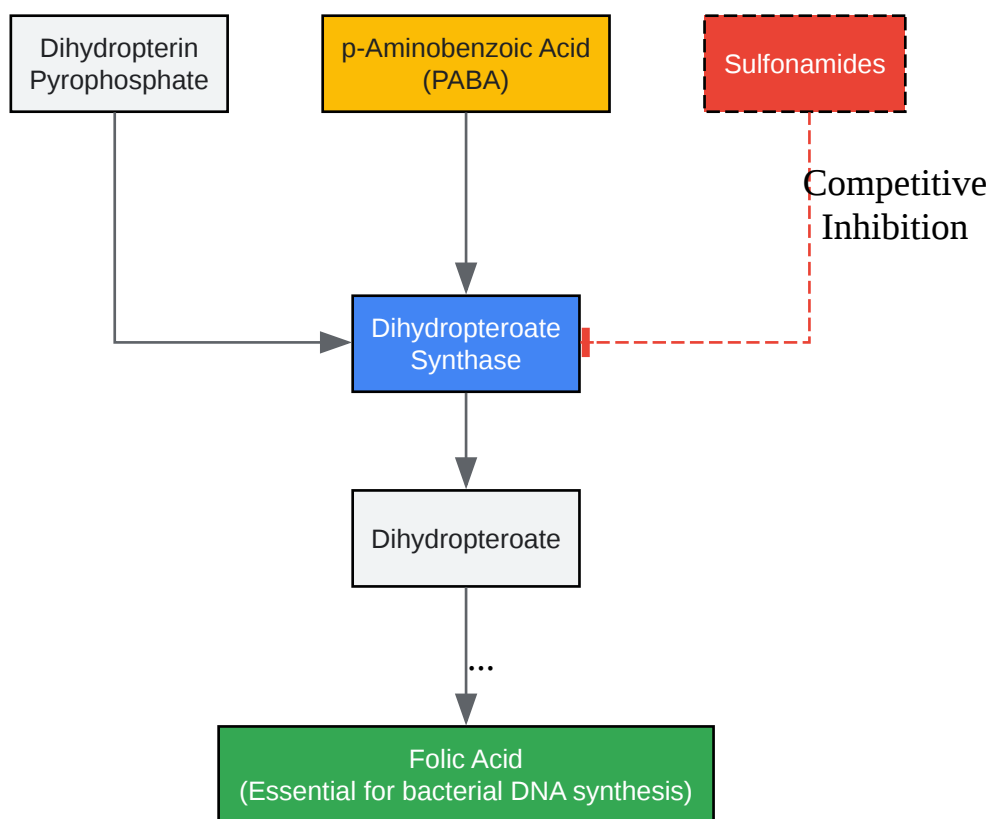 Dihydropterin
Pyrophosphate
p-Aminobenzoic Acid
(PABA)
Sulfonamides
Competitive
Inhibition
Dihydropteroate
Synthase
Dihydropteroate
...
Folic Acid
(Essential for bacterial DNA synthesis)